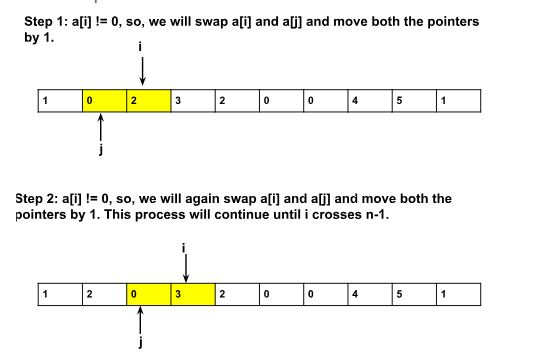 Step 1: a[i] != 0, so, we will swap a[i] and a[j] and move both the pointers
by 1.
i
1 0 2 3 2 0 0 4 5 1
j
Step 2: a[i] != 0, so, we will again swap a[i] and a[j] and move both the
pointers by 1. This process will continue until i crosses n-1.
i
1 2 0 3 2 0 0 4 5 1
j